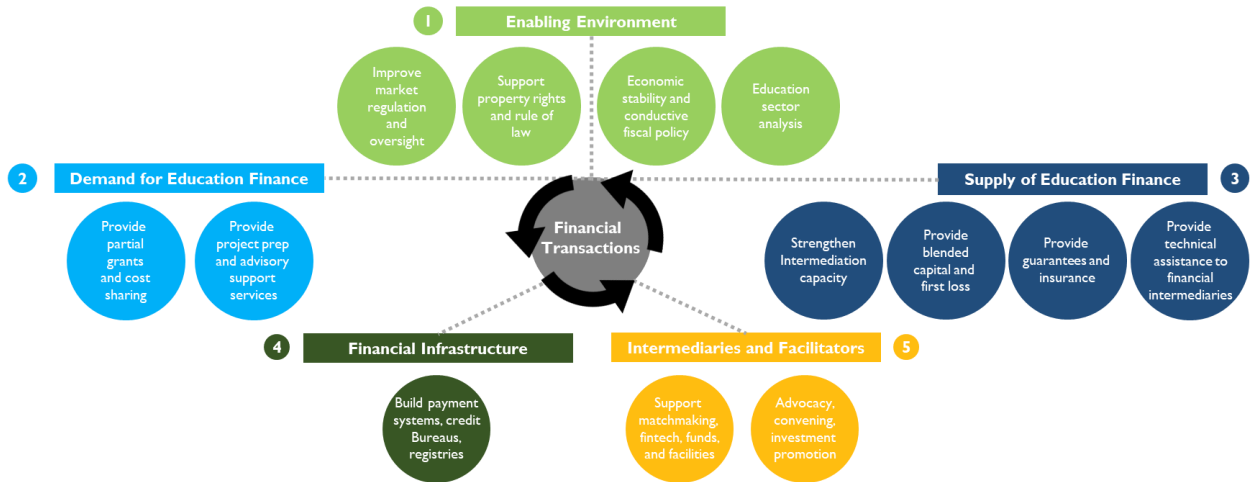 1
Enabling Environment
Improve
market
regulation
and
oversight
Support
property rights
and rule of
law
Economic
stability and
conductive
fiscal policy
Education
sector
analysis
2
Demand for Education Finance
Provide
partial
grants
and cost
sharing
Provide
project prep
and advisory
support
services
Financial
Transactions
Supply of Education Finance
3
Strengthen
Intermediation
capacity
Provide
blended
capital and
first loss
Provide
guarantees and
insurance
Provide
technical
assistance to
financial
intermediaries
4
Financial Infrastructure
Build payment
systems, credit
Bureaus,
registries
Intermediaries and Facilitators
5
Support
matchmaking,
fintech, funds,
and facilities
Advocacy,
convening,
investment
promotion